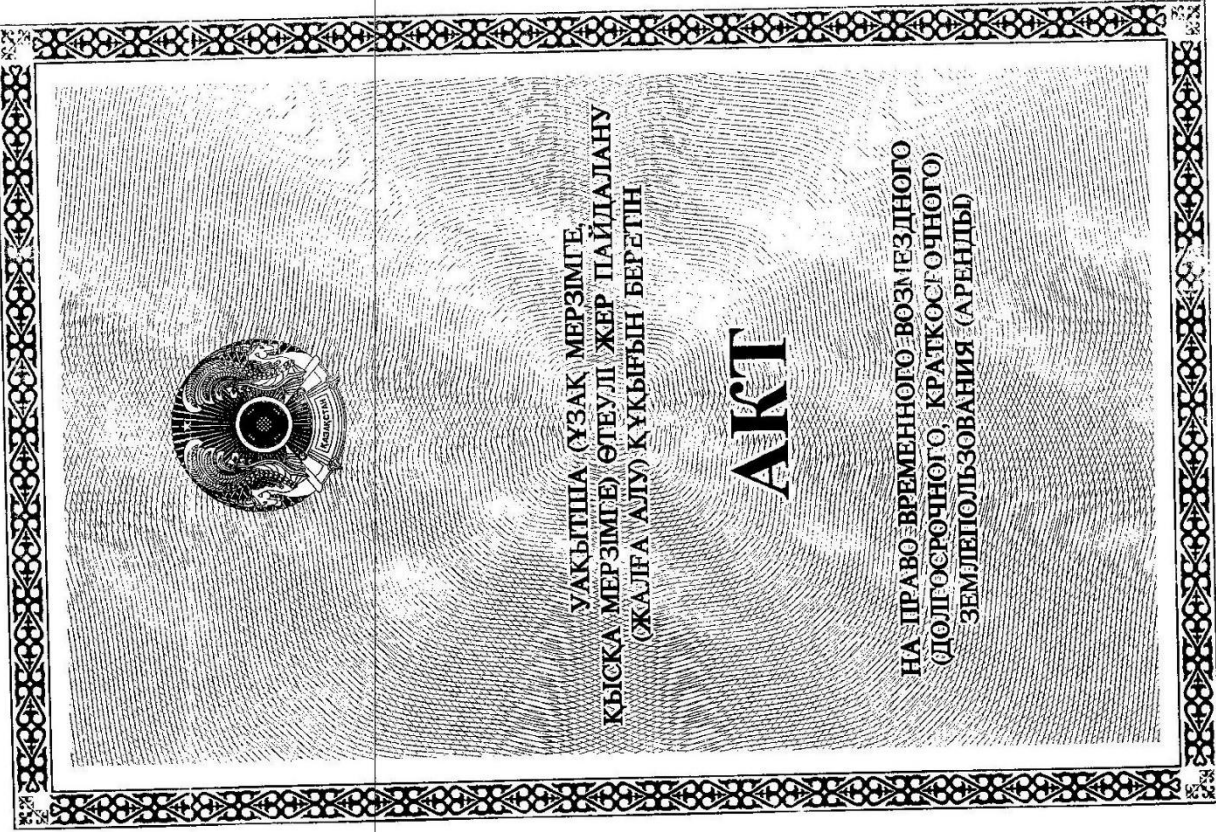 ҚАЗАҚСТАН
УАҚЫТША (ҰЗАҚ МЕРЗІМГЕ,
ҚЫСҚА МЕРЗІМГЕ) ӨТЕУЛІ ЖЕР ПАЙДАЛАНУ
(ЖАЛҒА АЛУ) ҚҰҚЫҒЫН БЕРЕТІН
АКТ
НА ПРАВО ВРЕМЕННОГО ВОЗМЕЗДНОГО
(ДОЛГОСРОЧНОГО, КРАТКОСРОЧНОГО)
ЗЕМЛЕПОЛЬЗОВАНИЯ (АРЕНДЫ)